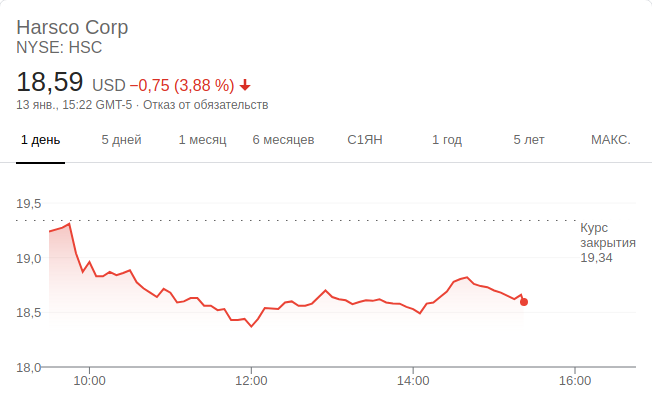 Harsco Corp
NYSE: HSC
18,59 USD −0,75 (3,88 %)
13 янв., 15:22 GMT-5 · Отказ от обязательств
1 день 5 дней 1 месяц 6 месяцев С1ЯН 1 год 5 лет МАКС.
19,5
Курс
закрытия
19,0 19,34
18,5
18,0
10:00 12:00 14:00 16:00